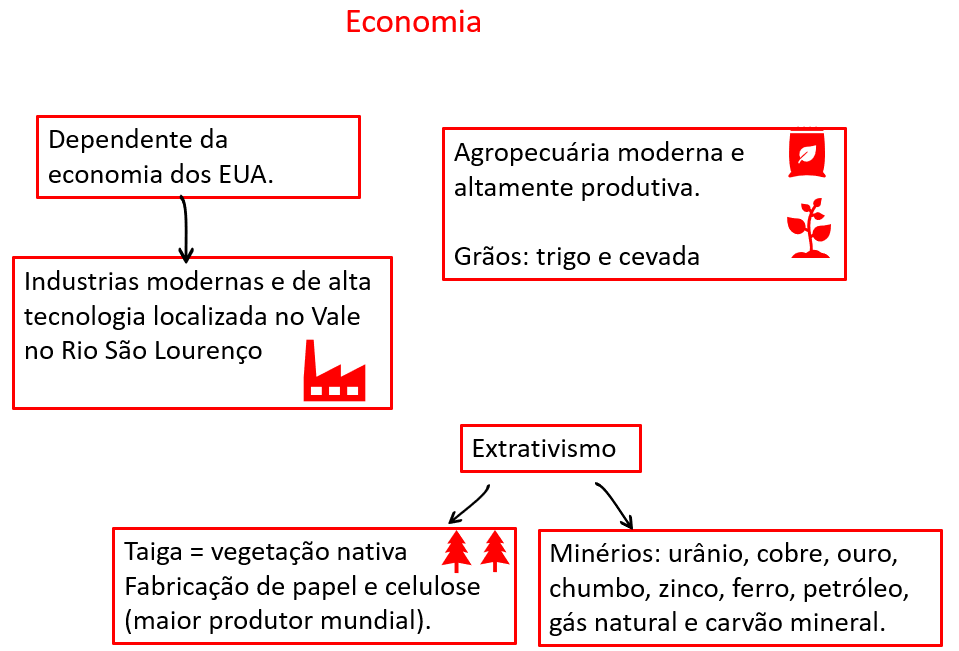 Economia
Dependente da
economia dos EUA.
Industrias modernas e de alta
tecnologia localizada no Vale
no Rio São Lourenço
Agropecuária moderna e
altamente produtiva.
Grãos: trigo e cevada
Extrativismo
Taiga = vegetação nativa
Fabricação de papel e celulose
(maior produtor mundial).
Minérios: urânio, cobre, ouro,
chumbo, zinco, ferro, petróleo,
gás natural e carvão mineral.